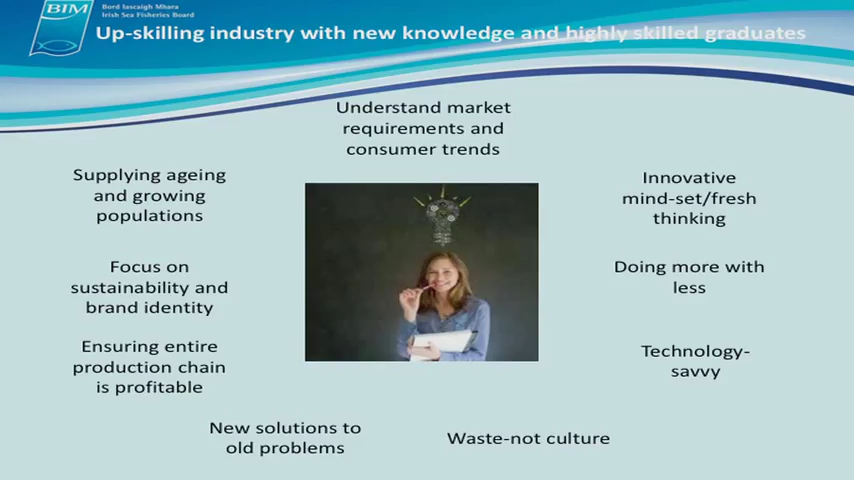 BIM
Bord Iascaigh Mhara
Irish Sea Fisheries Board
Up-skilling industry with new knowledge and highly skilled graduates
Understand market
requirements and
consumer trends
Supplying ageing
and growing
populations
Innovative
mind-set/fresh
thinking
Focus on
sustainability and
brand identity
Doing more with
less
Ensuring entire
production chain
is profitable
Technology-
savvy
New solutions to
old problems
Waste-not culture